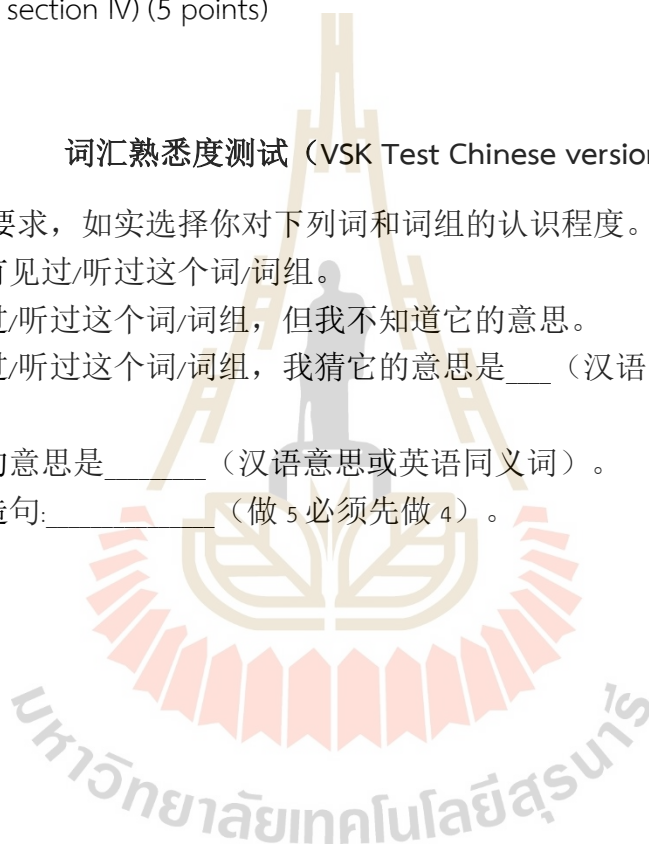 section IV) (5 points)
词汇熟悉度测试（VSK Test Chinese version
要求，如实选择你对下列词和词组的认识程度。
见过/听过这个词/词组。
/听过这个词/词组，但我不知道它的意思。
/听过这个词/词组，我猜它的意思是___（汉语
意思是_______（汉语意思或英语同义词）。
句:____________（做 5 必须先做 4）。
มหาวิทยาลัยเทคโนโลยีสุรนารี